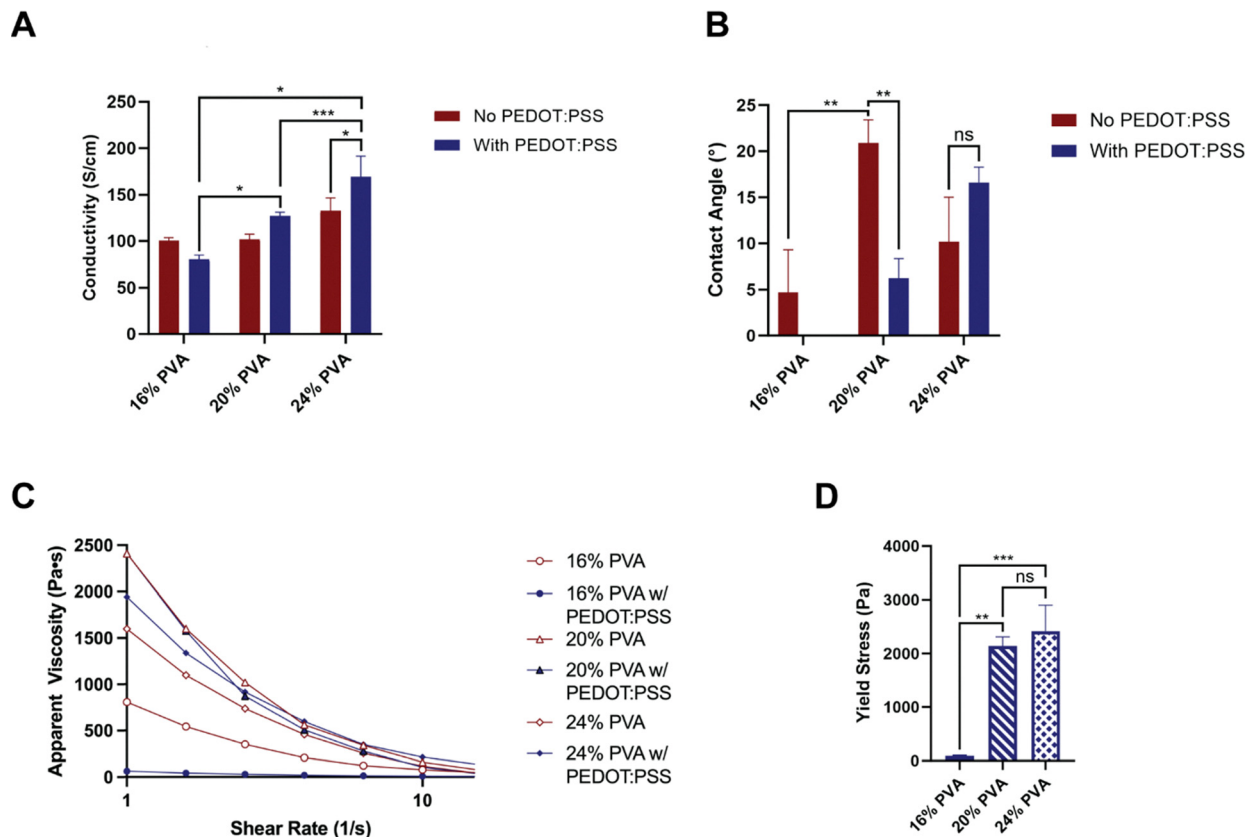 A
Conductivity (S/cm)
250
200
150
100
50
0
*
***
*
*
16% PVA
20% PVA
24% PVA
No PEDOT:PSS
With PEDOT:PSS
B
Contact Angle (°)
25
20
15
10
5
0
**
**
ns
16% PVA
20% PVA
24% PVA
No PEDOT:PSS
With PEDOT:PSS
C
Apparent Viscosity (Pa•s)
2500
2000
1500
1000
500
0
1
10
Shear Rate (1/s)
16% PVA
16% PVA w/
PEDOT:PSS
20% PVA
20% PVA w/
PEDOT:PSS
24% PVA
24% PVA w/
PEDOT:PSS
D
Yield Stress (Pa)
4000
3000
2000
1000
0
***
ns
**
16% PVA
20% PVA
24% PVA